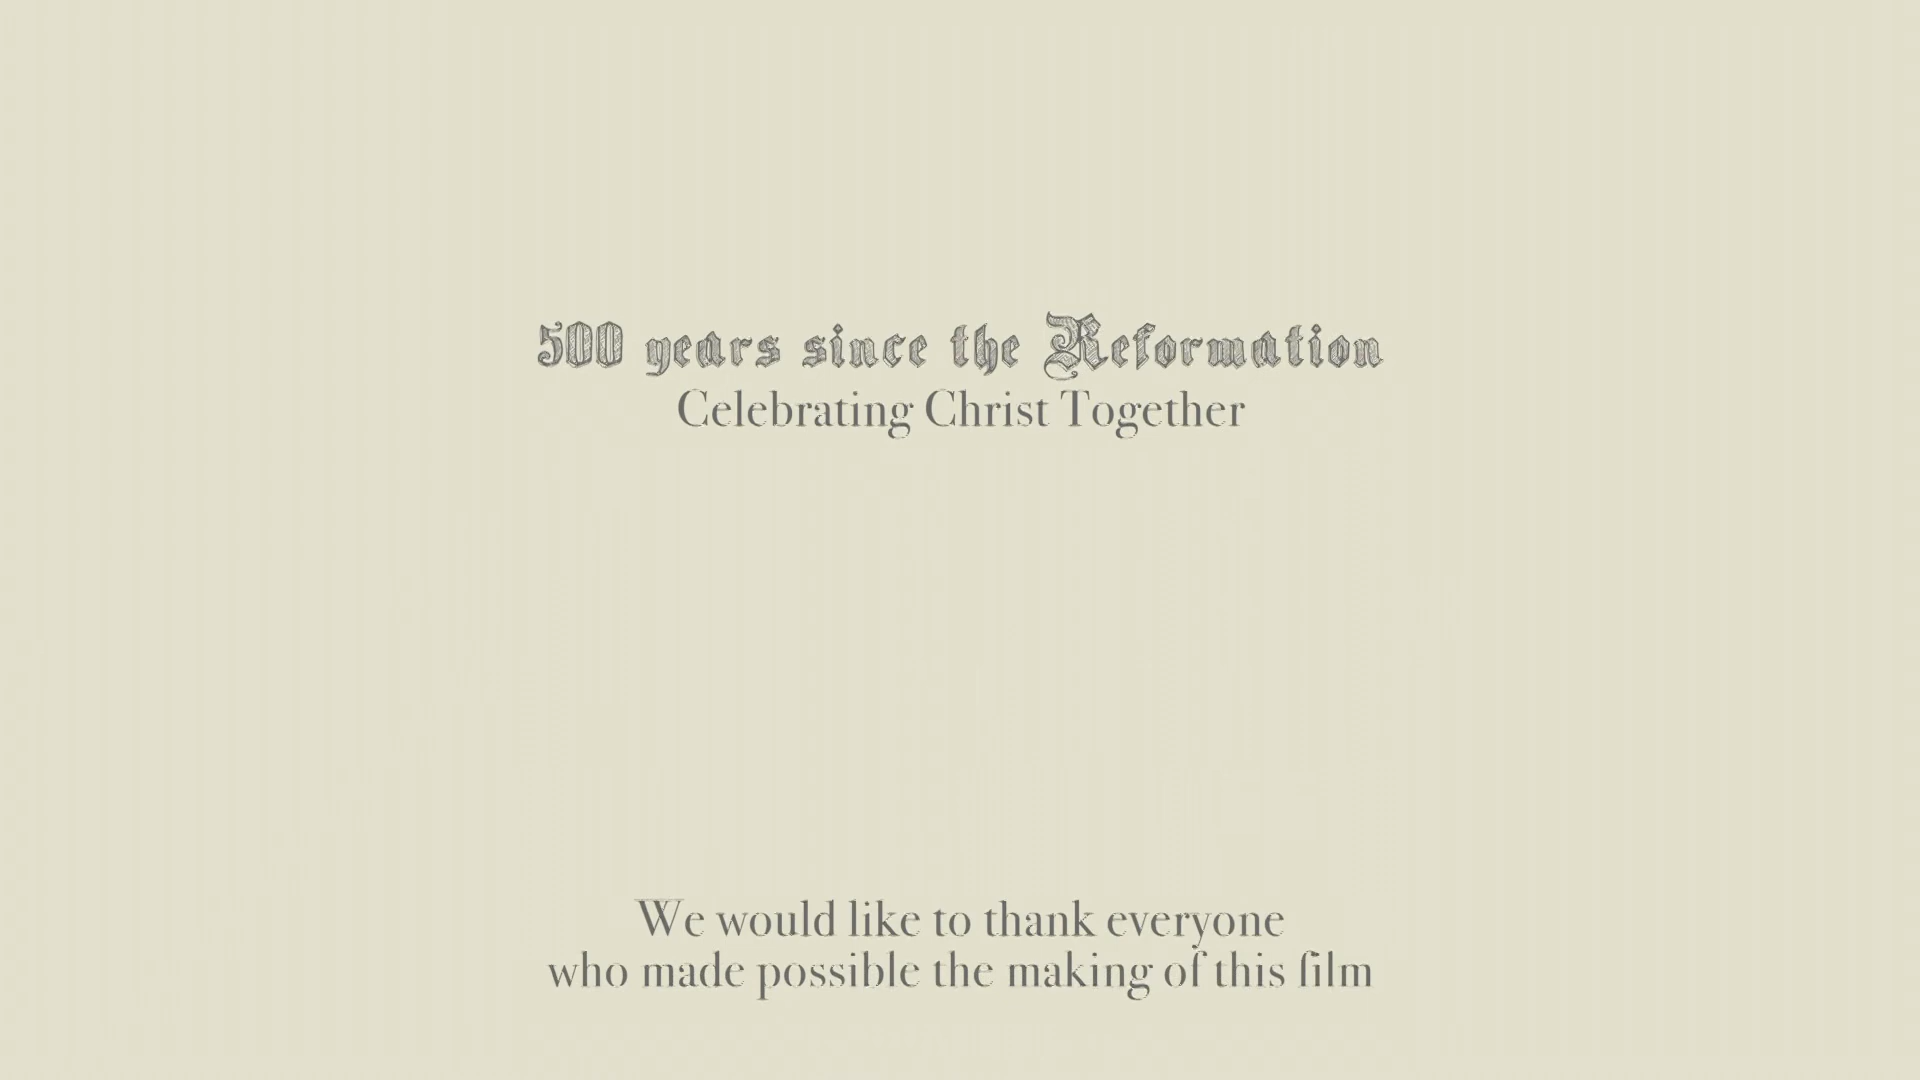 500 years since the Reformation
Celebrating Christ Together
We would like to thank everyone
who made possible the making of this film